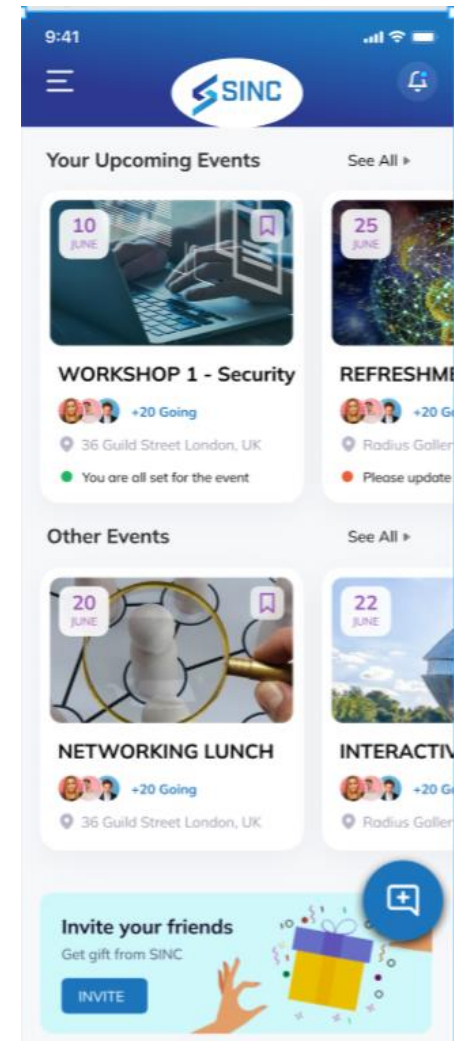 9:41
SINC
Your Upcoming Events
See All
10
JUNE
25
JUNE
WORKSHOP 1 - Security
REFRESHME
+20 Going
+20 G
36 Guild Street London, UK
Radius Galler
You are all set for the event
Please update
Other Events
See All
20
JUNE
22
JUNE
NETWORKING LUNCH
INTERACTIV
+20 Going
+20 G
36 Guild Street London, UK
Radius Galler
Invite your friends
Get gift from SINC
INVITE